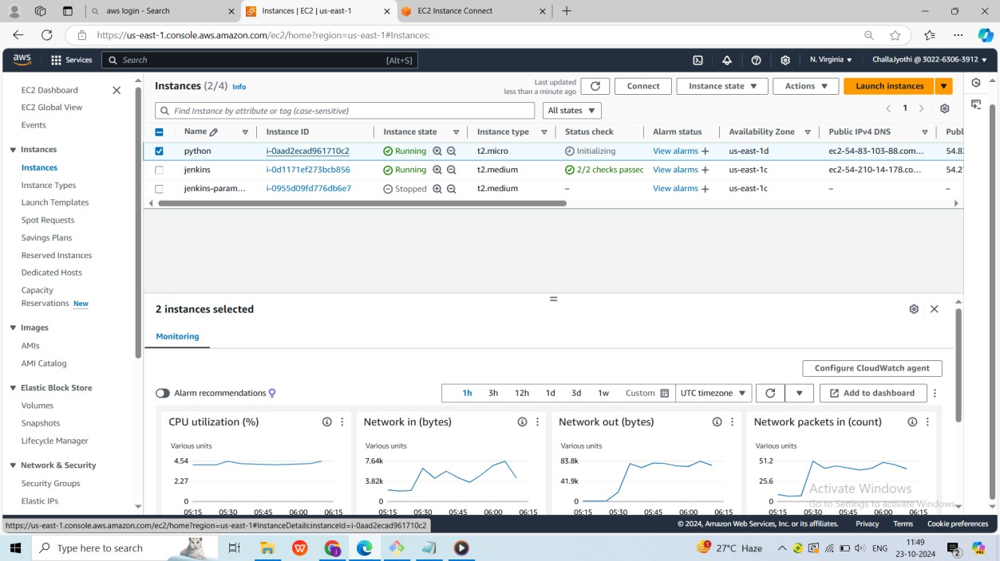 aws login - Search
Instances | EC2 | us-east-1
EC2 Instance Connect
https://us-east-1.console.aws.amazon.com/ec2/home?region=us-east-1#Instances:
aws
Services
Search
[Alt+S]
N. Virginia
ChallaJyothi @ 3022-6306-3912
EC2 Dashboard
EC2 Global View
Events
Instances
Instances
Instance Types
Launch Templates
Spot Requests
Savings Plans
Reserved Instances
Dedicated Hosts
Capacity
Reservations New
Images
AMIs
AMI Catalog
Elastic Block Store
Volumes
Snapshots
Lifecycle Manager
Network & Security
Security Groups
Elastic IPs
Instances (2/4) Info
Last updated
less than a minute ago
Connect
Instance state
Actions
Launch instances
Find Instance by attribute or tag (case-sensitive)
All states
1
Name Instance ID Instance state Instance type Status check Alarm status Availability Zone Public IPv4 DNS Publ
python i-0aad2ecad961710c2 Running t2.micro Initializing View alarms + us-east-1d ec2-54-83-103-88.com... 54.8
jenkins i-0d1171ef273bcb856 Running t2.medium 2/2 checks passec View alarms + us-east-1c ec2-54-210-14-178.co... 54.2
jenkins-param... i-0955d09fd776db6e7 Stopped t2.medium – View alarms + us-east-1c – –
2 instances selected
Monitoring
Configure CloudWatch agent
Alarm recommendations
1h 3h 12h 1d 3d 1w Custom
UTC timezone
Add to dashboard
CPU utilization (%)
Various units
4.54
2.27
0
05:15 05:30 05:45 06:00 06:15
Network in (bytes)
Various units
7.64k
3.82k
0
05:15 05:30 05:45 06:00 06:15
Network out (bytes)
Various units
83.8k
41.9k
0
05:15 05:30 05:45 06:00 06:15
Network packets in (count)
Various units
51.2
25.6
0
05:15 05:30 05:45 06:00 06:15
Activate Windows
Go to Settings to activate Windows.
https://us-east-1.console.aws.amazon.com/ec2/home?region=us-east-1#InstanceDetails:instanceId=i-0aad2ecad961710c2
© 2024, Amazon Web Services, Inc. or its affiliates.
Privacy
Terms
Cookie preferences
Type here to search
27°C Haze
ENG
11:49
23-10-2024
2